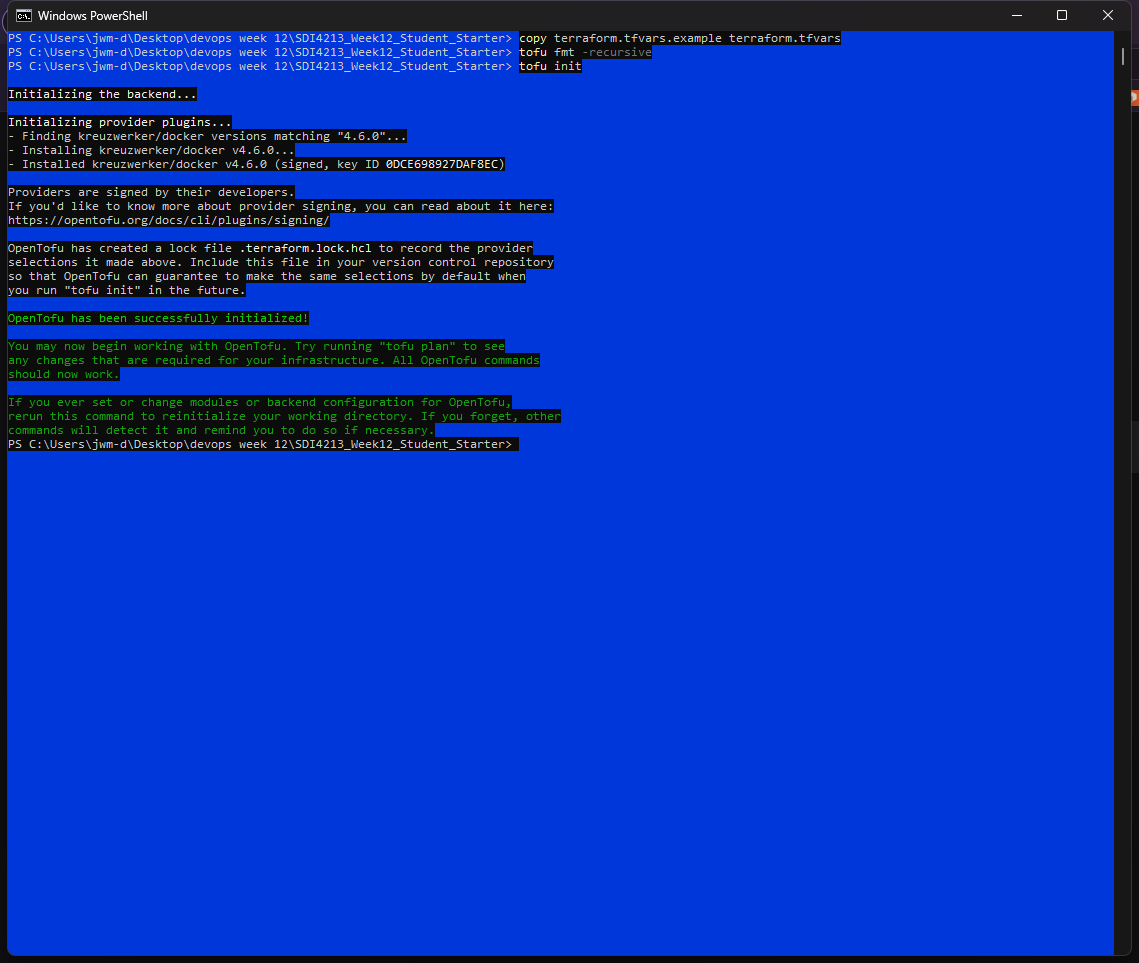 Windows PowerShell
PS C:\Users\jwm-d\Desktop\devops week 12\SDI4213_Week12_Student_Starter> copy terraform.tfvars.example terraform.tfvars
PS C:\Users\jwm-d\Desktop\devops week 12\SDI4213_Week12_Student_Starter> tofu fmt -recursive
PS C:\Users\jwm-d\Desktop\devops week 12\SDI4213_Week12_Student_Starter> tofu init
Initializing the backend...
Initializing provider plugins...
- Finding kreuzwerker/docker versions matching "4.6.0"...
- Installing kreuzwerker/docker v4.6.0...
- Installed kreuzwerker/docker v4.6.0 (signed, key ID 0DCE698927DAF8EC)
Providers are signed by their developers.
If you'd like to know more about provider signing, you can read about it here:
https://opentofu.org/docs/cli/plugins/signing/
OpenTofu has created a lock file .terraform.lock.hcl to record the provider
selections it made above. Include this file in your version control repository
so that OpenTofu can guarantee to make the same selections by default when
you run "tofu init" in the future.
OpenTofu has been successfully initialized!
You may now begin working with OpenTofu. Try running "tofu plan" to see
any changes that are required for your infrastructure. All OpenTofu commands
should now work.
If you ever set or change modules or backend configuration for OpenTofu,
rerun this command to reinitialize your working directory. If you forget, other
commands will detect it and remind you to do so if necessary.
PS C:\Users\jwm-d\Desktop\devops week 12\SDI4213_Week12_Student_Starter>